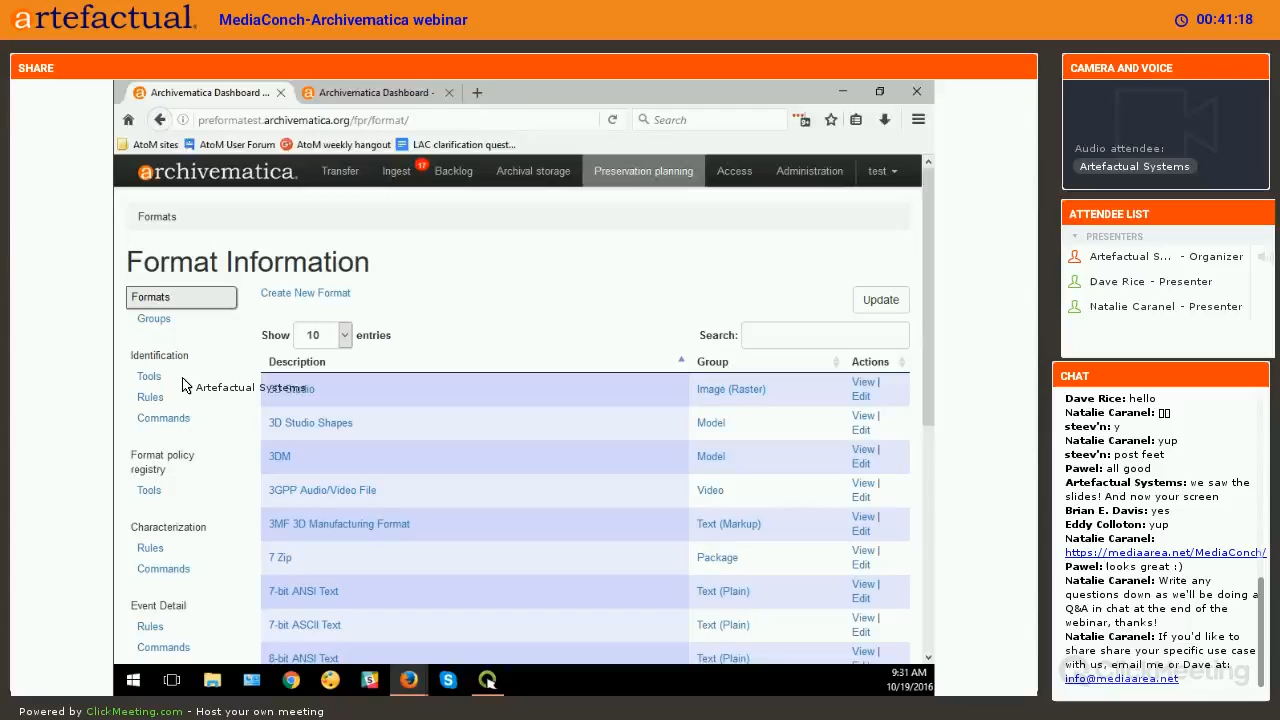 artefactual.
MediaConch-Archivematica webinar
00:41:18
SHARE
Archivematica Dashboard ...
Archivematica Dashboard -
preformatest.archivematica.org/fpr/format/
Search
AtoM sites
AtoM User Forum
AtoM weekly hangout
LAC clarification quest...
archivematica.
Transfer
Ingest
17
Backlog
Archival storage
Preservation planning
Access
Administration
test
Formats
Format Information
Formats
Groups
Identification
Tools
Rules
Commands
Format policy
registry
Tools
Characterization
Rules
Commands
Event Detail
Rules
Commands
Create New Format
Update
Show 10 entries
Search:
Description Group Actions
Artefactual Systems
Image (Raster) View |
Edit
3D Studio Shapes Model View |
Edit
3DM Model View |
Edit
3GPP Audio/Video File Video View |
Edit
3MF 3D Manufacturing Format Text (Markup) View |
Edit
7 Zip Package View |
Edit
7-bit ANSI Text Text (Plain) View |
Edit
7-bit ASCII Text Text (Plain) View |
Edit
8-bit ANSI Text Text (Plain) View |
9:31 AM
10/19/2016
CAMERA AND VOICE
Audio attendee:
Artefactual Systems
ATTENDEE LIST
PRESENTERS
Artefactual S... - Organizer
Dave Rice - Presenter
Natalie Caranel - Presenter
CHAT
Dave Rice: hello
Natalie Caranel:
steev'n: y
Natalie Caranel: yup
steev'n: post feet
Pawel: all good
Artefactual Systems: we saw the
slides! And now your screen
Brian E. Davis: yes
Eddy Colloton: yup
Natalie Caranel:
https://mediaarea.net/MediaConch/
Pawel: looks great :)
Natalie Caranel: Write any
questions down as we'll be doing a
Q&A in chat at the end of the
webinar, thanks!
Natalie Caranel: If you'd like to
share share your specific use case
with us, email me or Dave at:
info@mediaarea.net
ClickMeeting
Powered by ClickMeeting.com - Host your own meeting